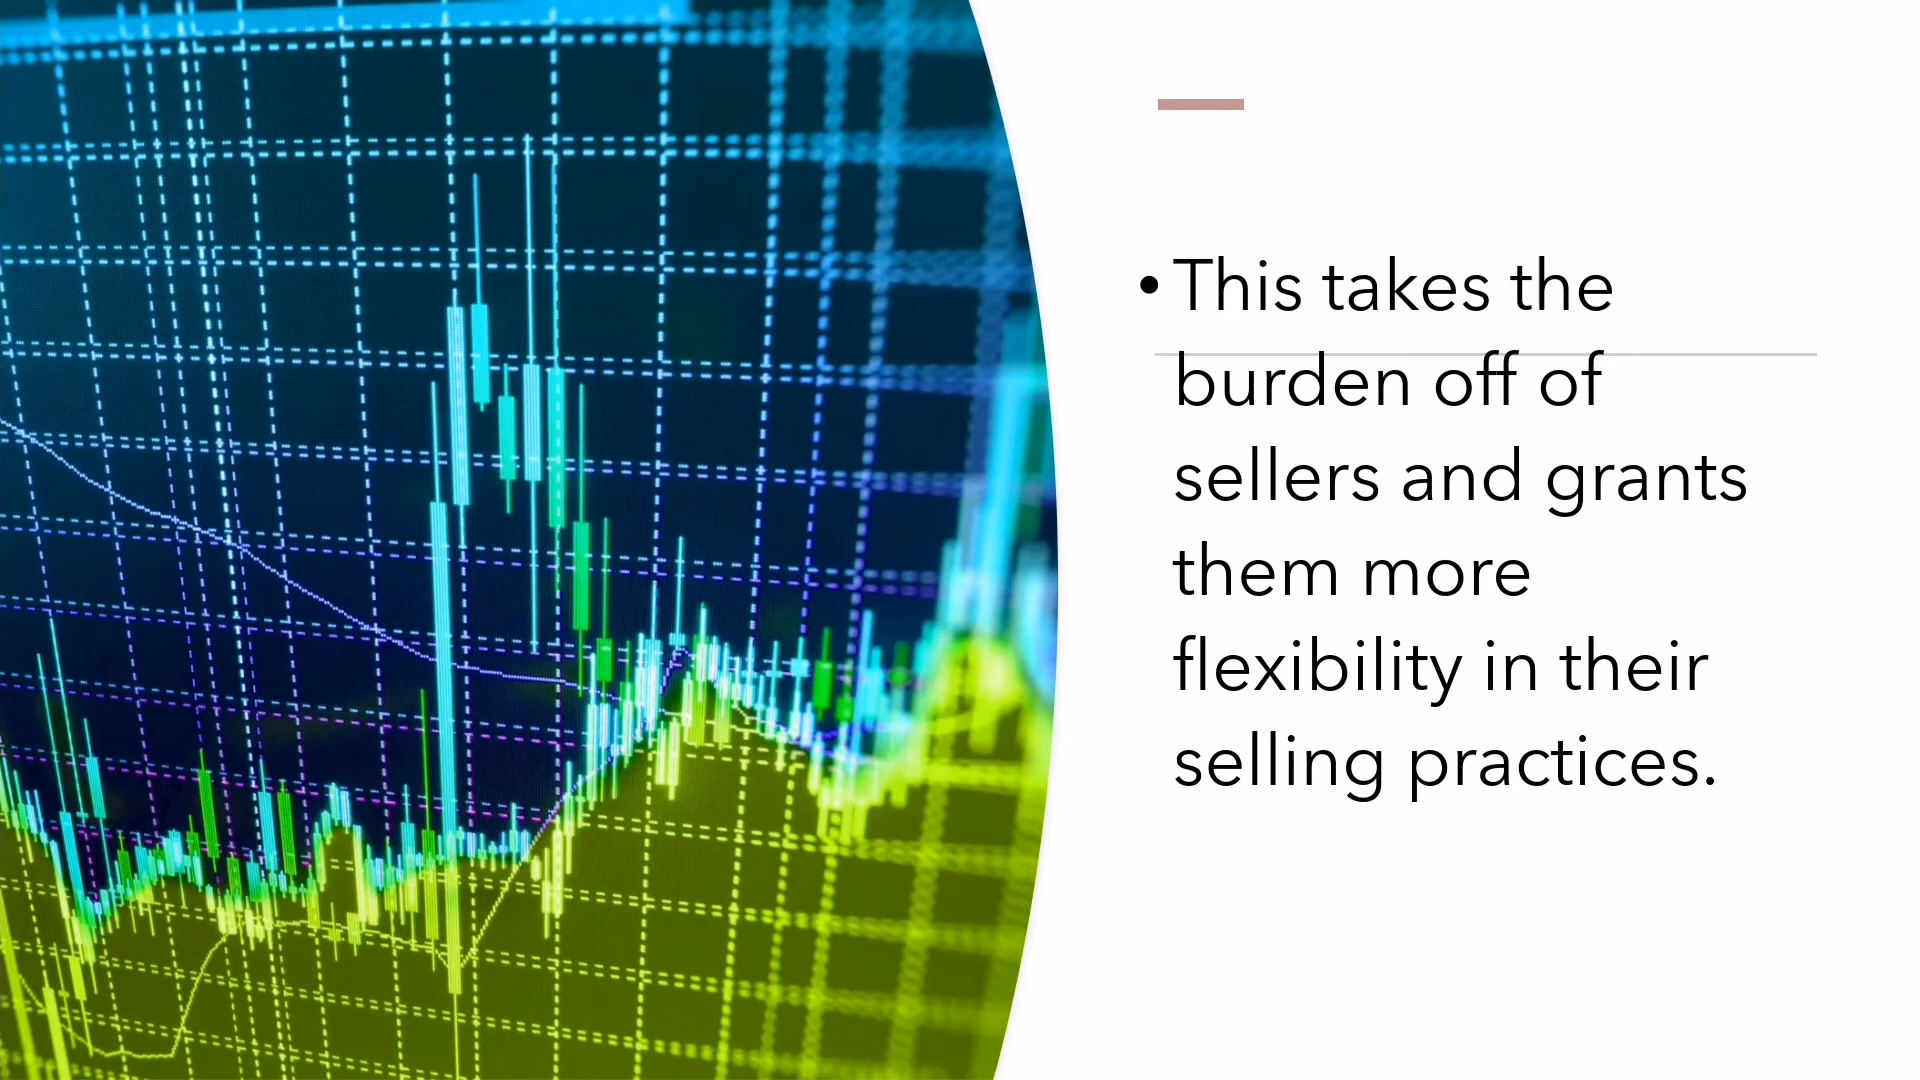 • This takes the
burden off of
sellers and grants
them more
flexibility in their
selling practices.